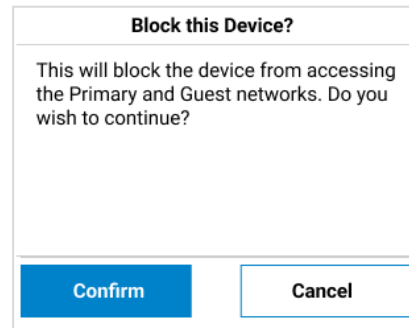 Block this Device?
This will block the device from accessing
the Primary and Guest networks. Do you
wish to continue?
Confirm
Cancel